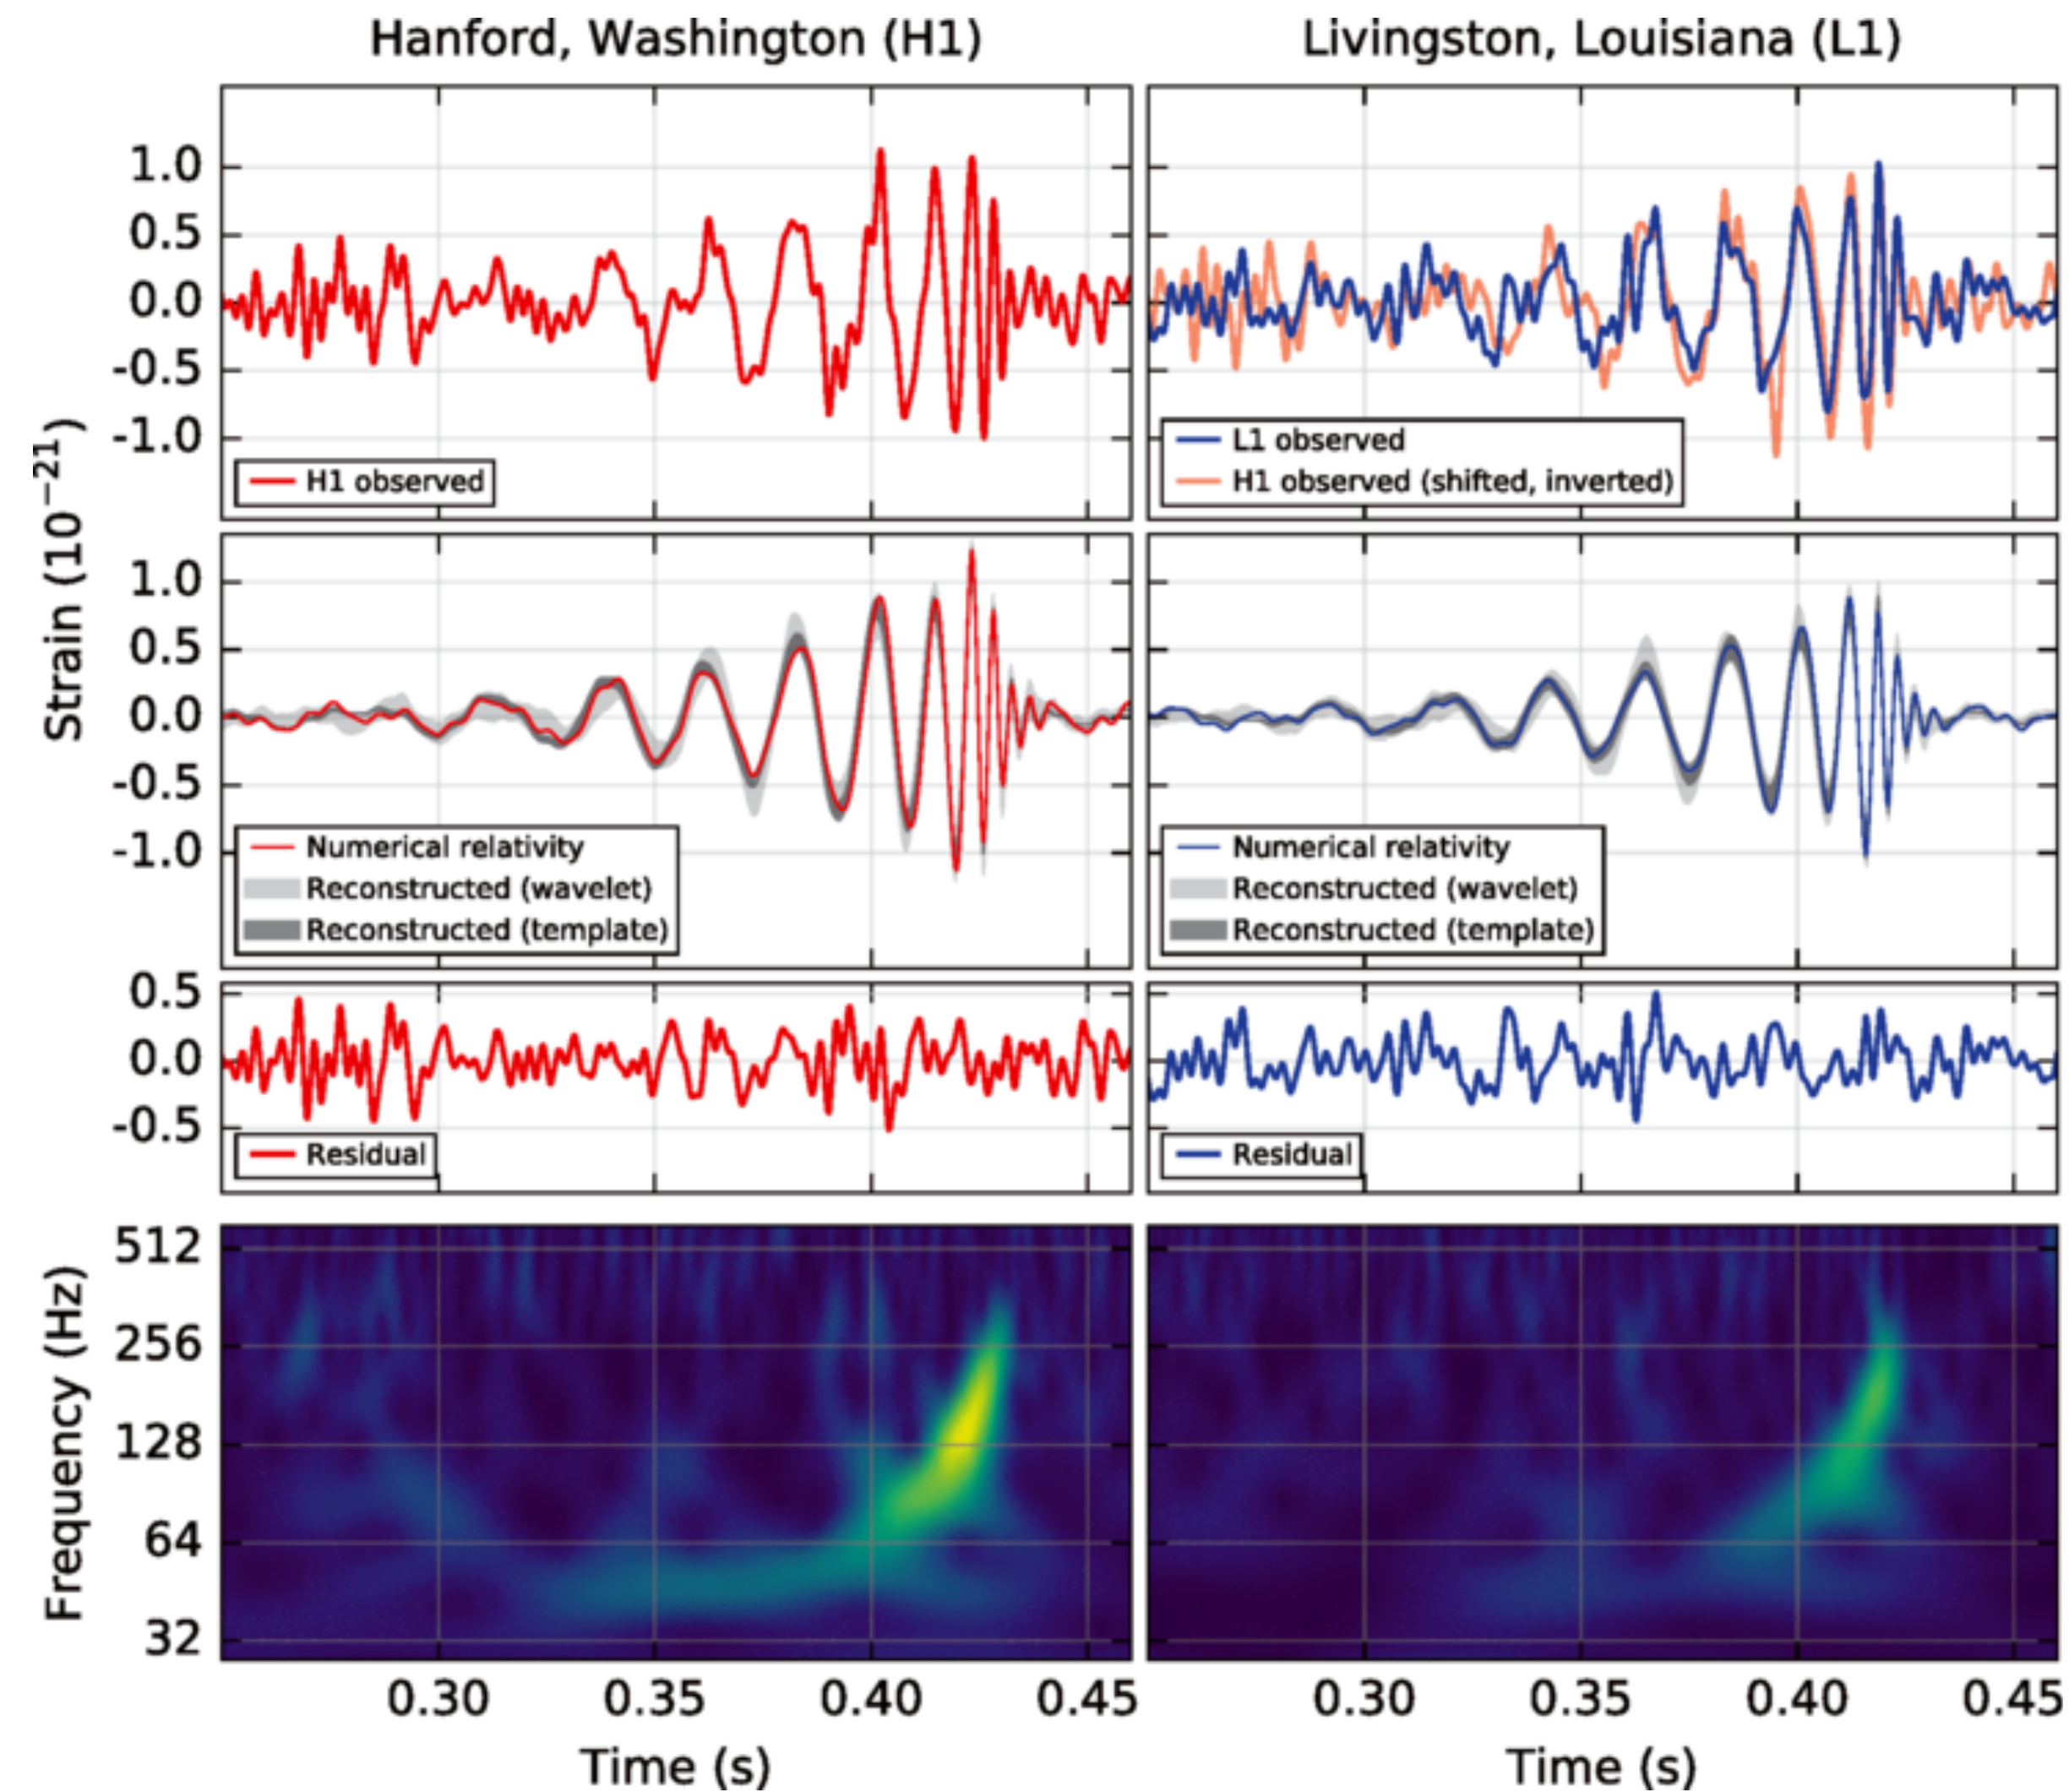 Hanford, Washington (H1)
Livingston, Louisiana (L1)
Strain (10⁻²¹)
1.0
0.5
0.0
-0.5
-1.0
H1 observed
L1 observed
H1 observed (shifted, inverted)
1.0
0.5
0.0
-0.5
-1.0
Numerical relativity
Reconstructed (wavelet)
Reconstructed (template)
Numerical relativity
Reconstructed (wavelet)
Reconstructed (template)
0.5
0.0
-0.5
Residual
Residual
Frequency (Hz)
512
256
128
64
32
0.30 0.35 0.40 0.45
0.30 0.35 0.40 0.45
Time (s)
Time (s)